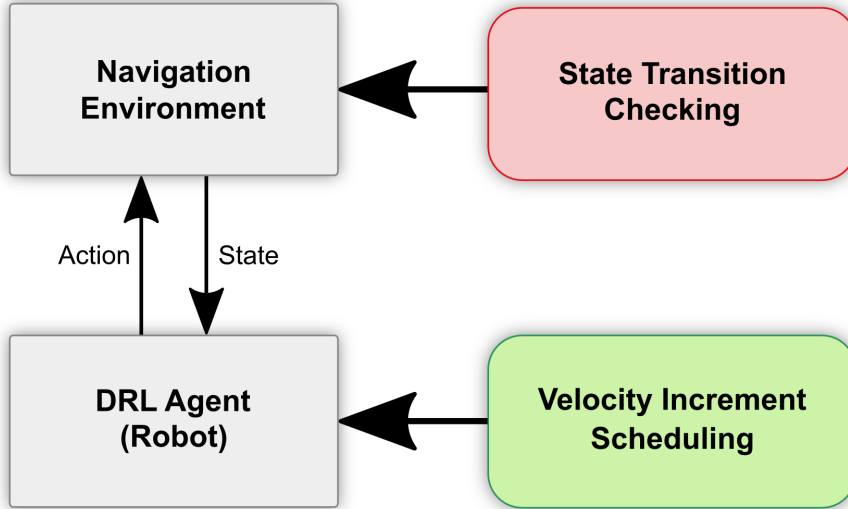 Navigation
Environment
State Transition
Checking
Action
State
DRL Agent
(Robot)
Velocity Increment
Scheduling